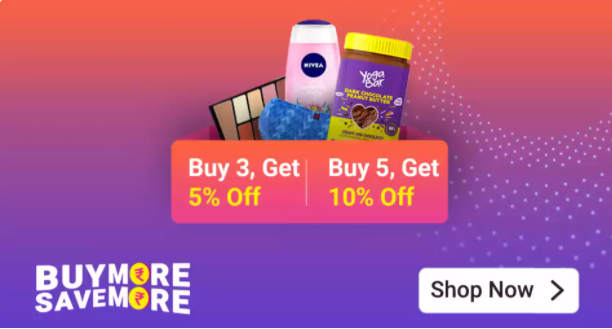 NIVEA
Yoga
Bar
DARK CHOCOLATE
PEANUT BUTTER
Buy 3, Get
5% Off
Buy 5, Get
10% Off
BUYMORE
SAVEMORE
Shop Now